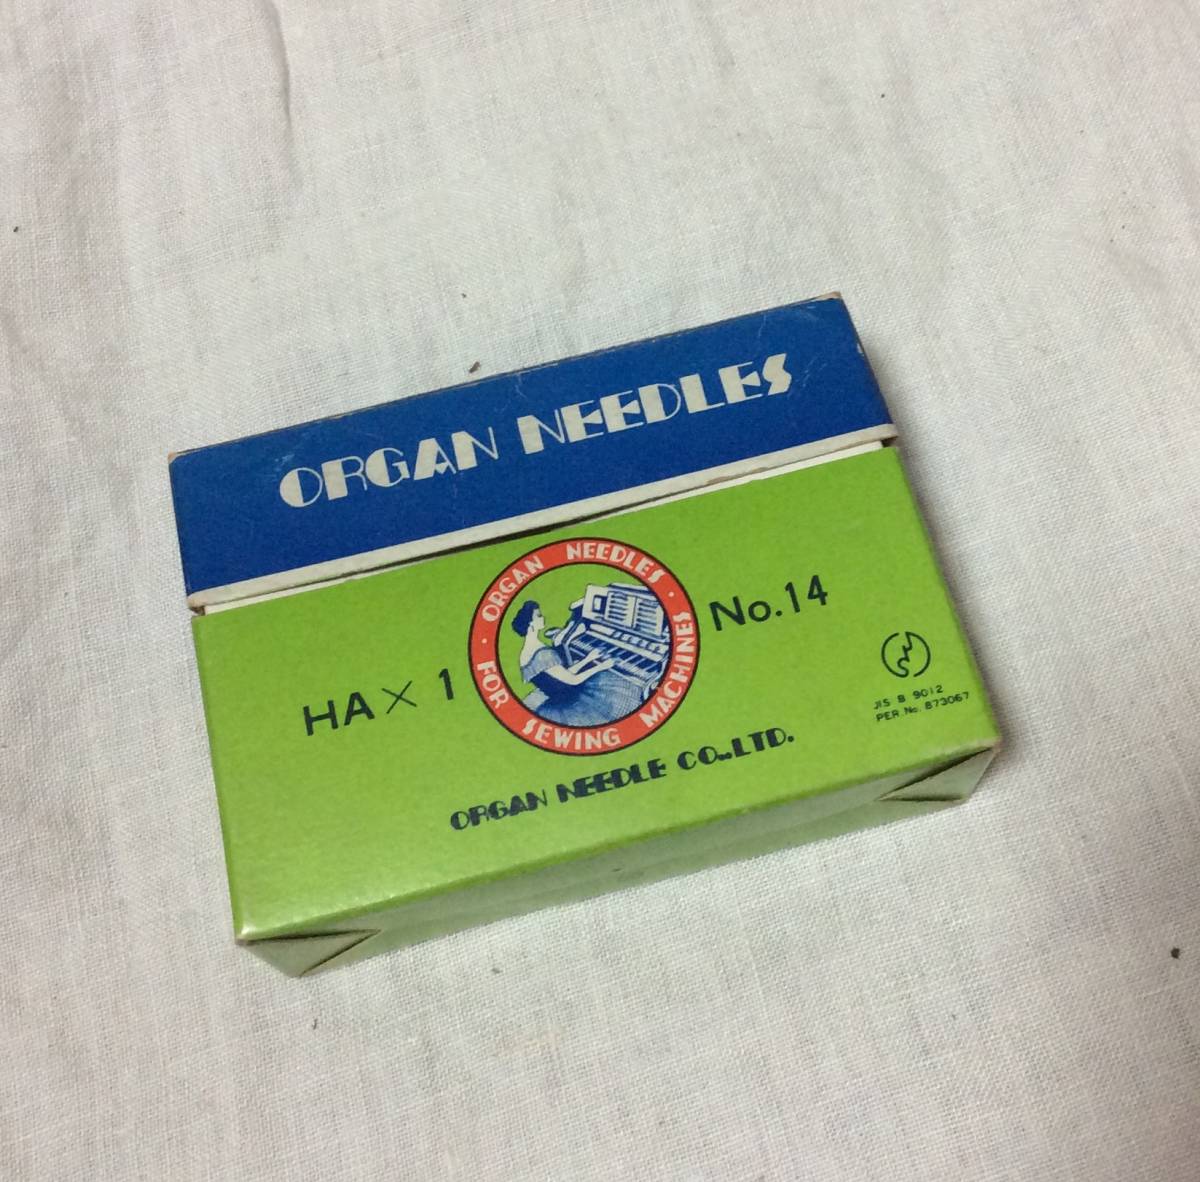 ORGAN NEEDLES
ORGAN NEEDLES
FOR SEWING MACHINES
HA × 1
No.14
JIS B 9012
PER. No. 873067
ORGAN NEEDLE CO.,LTD.